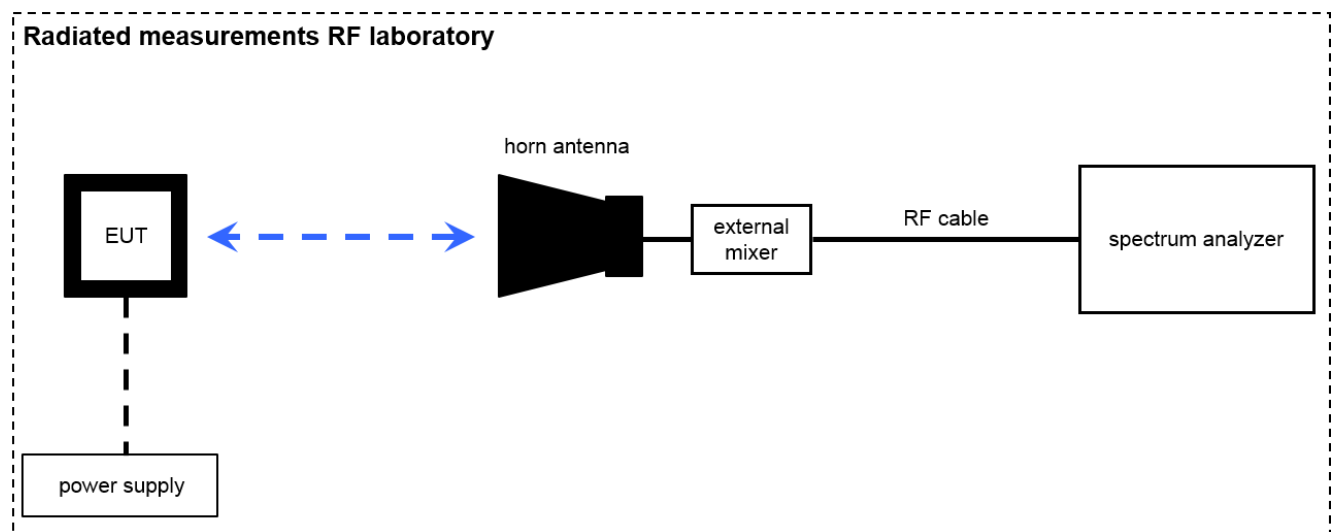 Radiated measurements RF laboratory
horn antenna
EUT
external
mixer
RF cable
spectrum analyzer
power supply